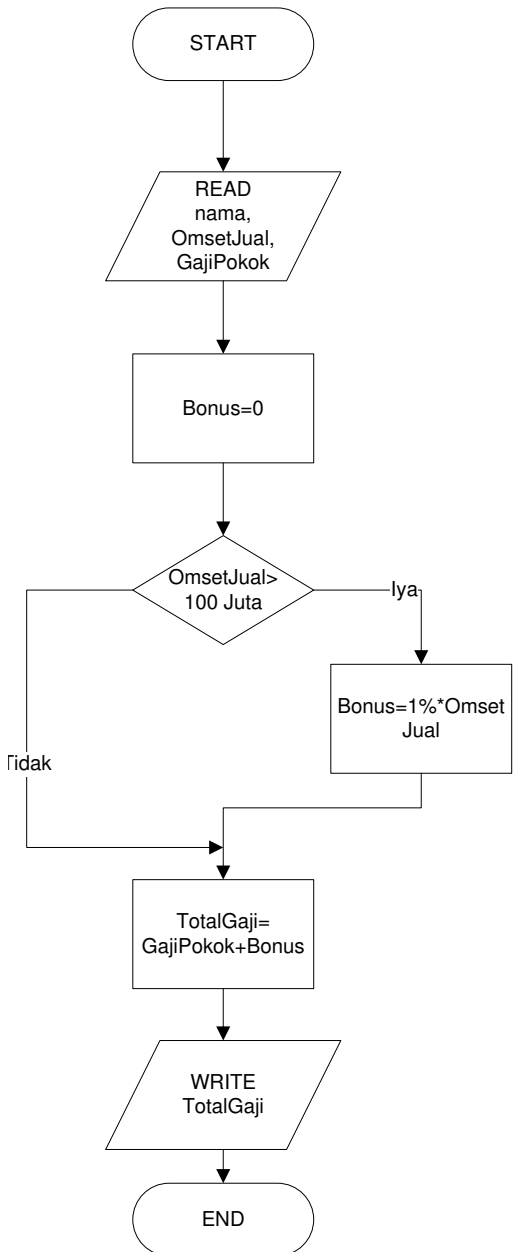 START
READ
nama,
OmsetJual,
GajiPokok
Bonus=0
OmsetJual>
100 Juta
Iya
Bonus=1%*Omset
Jual
Tidak
TotalGaji=
GajiPokok+Bonus
WRITE
TotalGaji
END